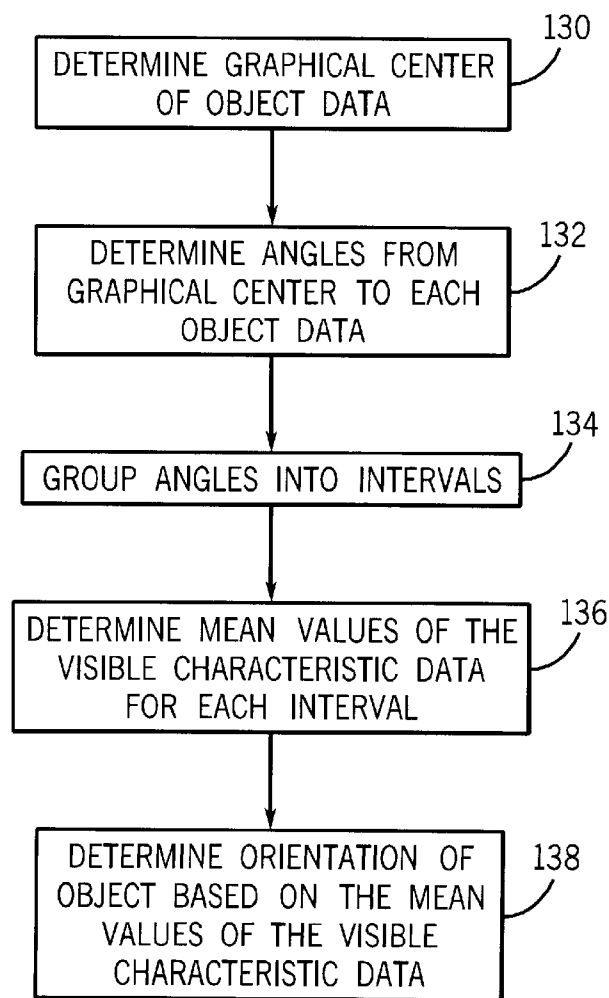 130
DETERMINE GRAPHICAL CENTER
OF OBJECT DATA
132
DETERMINE ANGLES FROM
GRAPHICAL CENTER TO EACH
OBJECT DATA
134
GROUP ANGLES INTO INTERVALS
136
DETERMINE MEAN VALUES OF THE
VISIBLE CHARACTERISTIC DATA
FOR EACH INTERVAL
138
DETERMINE ORIENTATION OF
OBJECT BASED ON THE MEAN
VALUES OF THE VISIBLE
CHARACTERISTIC DATA